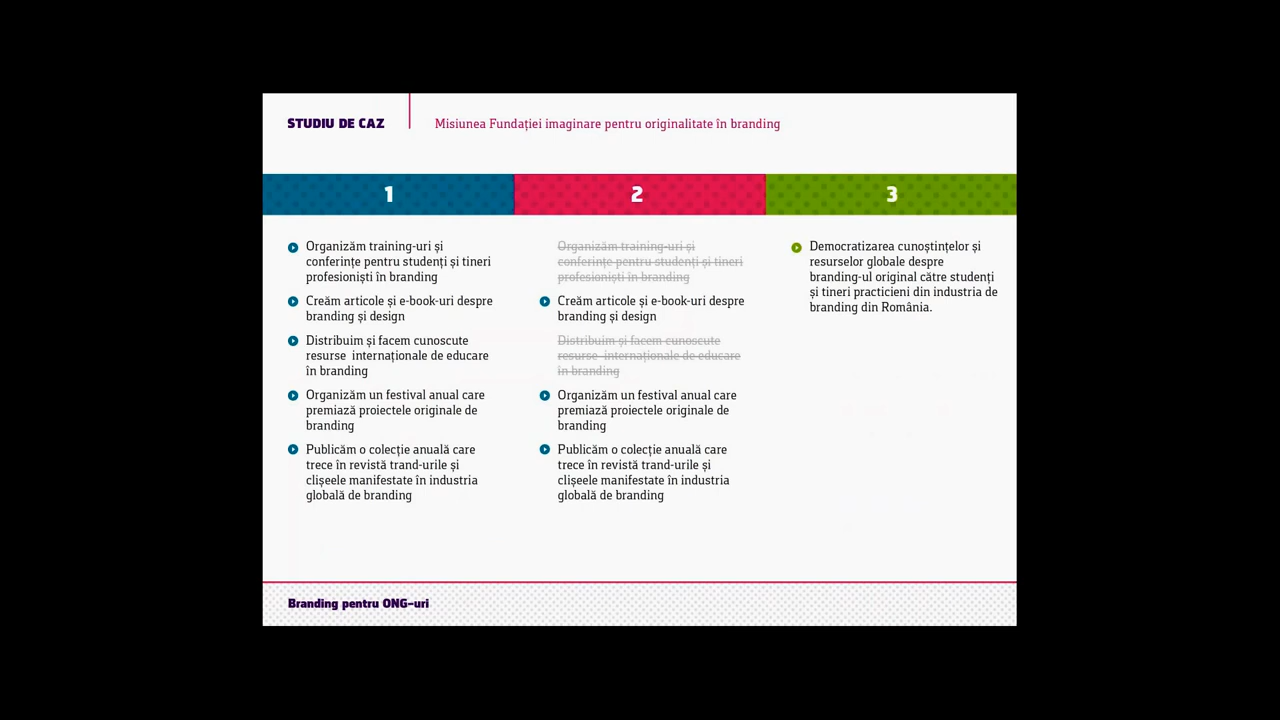 STUDIU DE CAZ
Misiunea Fundației imaginare pentru originalitate în branding
1
2
3
Organizăm training-uri și
conferințe pentru studenți și tineri
profesioniști în branding
Creăm articole și e-book-uri despre
branding și design
Distribuim și facem cunoscute
resurse internaționale de educare
în branding
Organizăm un festival anual care
premiază proiectele originale de
branding
Publicăm o colecție anuală care
trece în revistă trand-urile și
clișeele manifestate în industria
globală de branding
Organizăm training-uri și
conferințe pentru studenți și tineri
profesioniști în branding
Creăm articole și e-book-uri despre
branding și design
Distribuim și facem cunoscute
resurse internaționale de educare
în branding
Organizăm un festival anual care
premiază proiectele originale de
branding
Publicăm o colecție anuală care
trece în revistă trand-urile și
clișeele manifestate în industria
globală de branding
Democratizarea cunoștințelor și
resurselor globale despre
branding-ul original către studenți
și tineri practicieni din industria de
branding din România.
Branding pentru ONG-uri